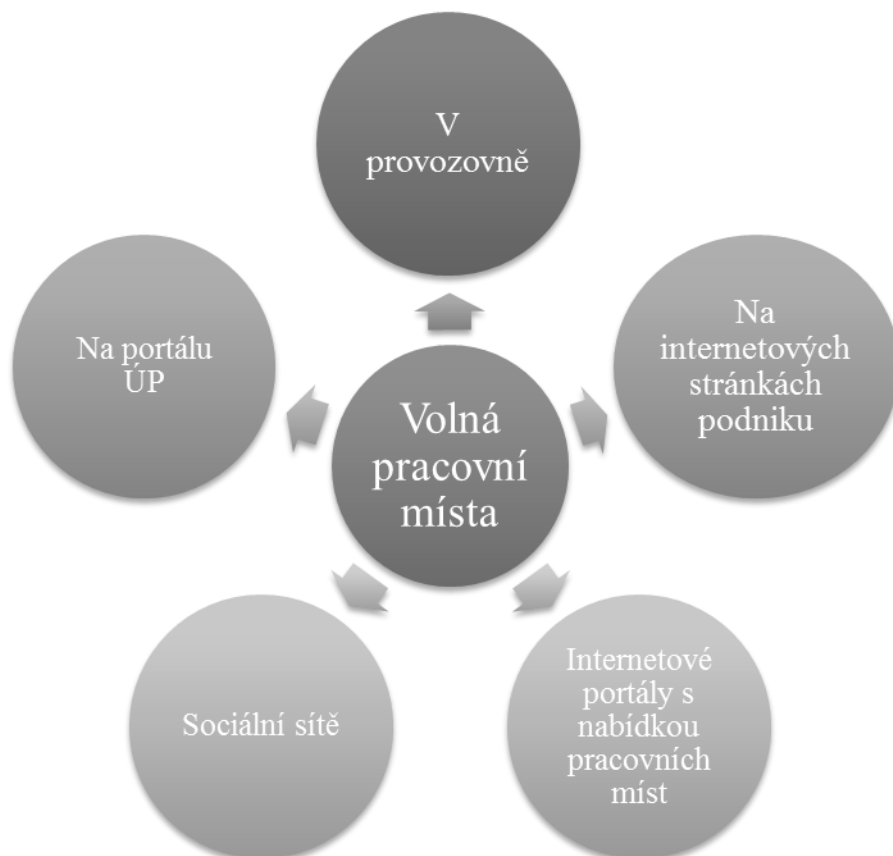 V
provozovně
Na
internetových
stránkách
podniku
Internetové
portály s
nabídkou
pracovních
míst
Sociální sítě
Na portálu
ÚP
Volná
pracovní
místa